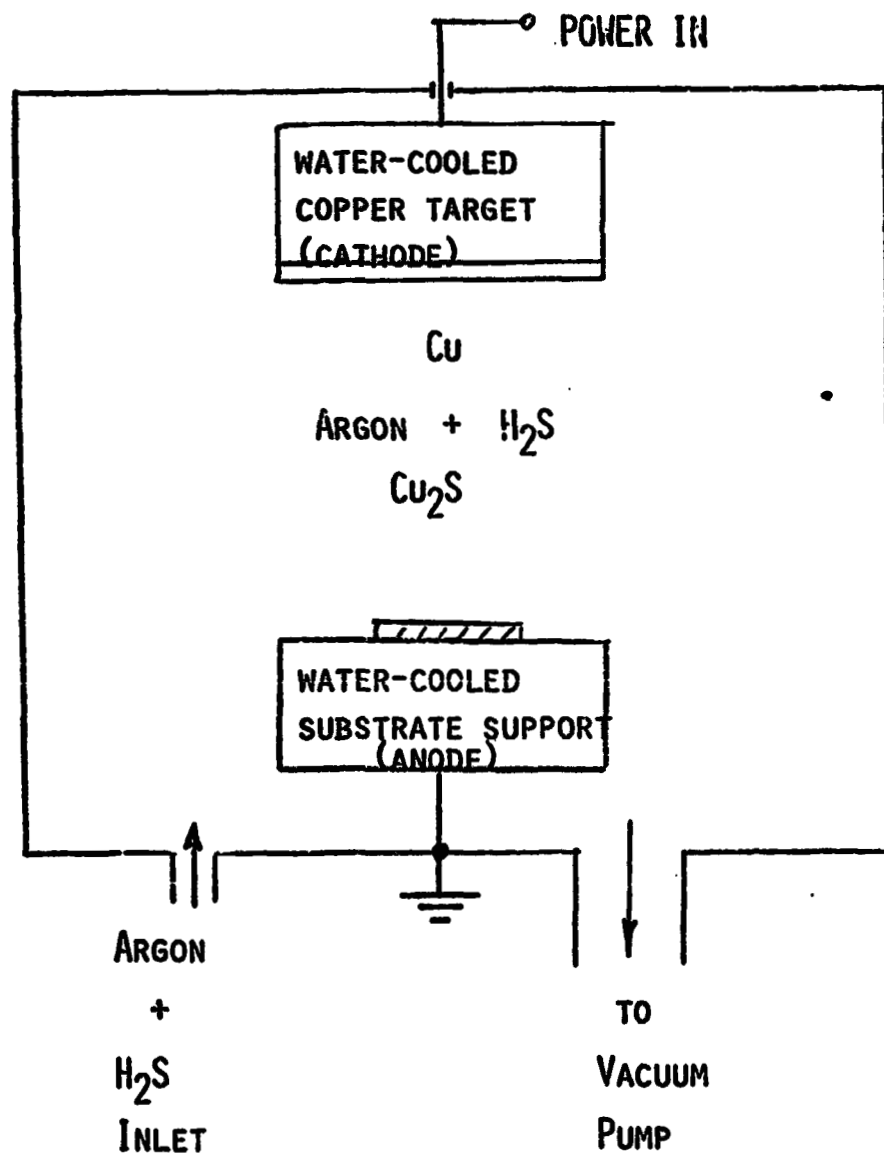 POWER IN
WATER-COOLED
COPPER TARGET
(CATHODE)
Cu
ARGON + H₂S
Cu₂S
WATER-COOLED
SUBSTRATE SUPPORT
(ANODE)
ARGON
+
H₂S
INLET
TO
VACUUM
PUMP